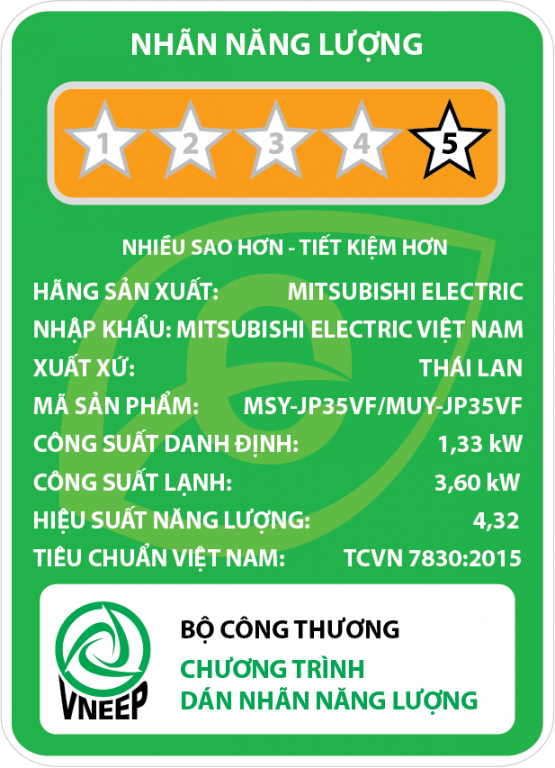 NHÃN NĂNG LƯỢNG
1 2 3 4 5
NHIỀU SAO HƠN - TIẾT KIỆM HƠN
HÃNG SẢN XUẤT: MITSUBISHI ELECTRIC
NHẬP KHẨU: MITSUBISHI ELECTRIC VIỆT NAM
XUẤT XỨ: THÁI LAN
MÃ SẢN PHẨM: MSY-JP35VF/MUY-JP35VF
CÔNG SUẤT DANH ĐỊNH: 1,33 kW
CÔNG SUẤT LẠNH: 3,60 kW
HIỆU SUẤT NĂNG LƯỢNG: 4,32
TIÊU CHUẨN VIỆT NAM: TCVN 7830:2015
BỘ CÔNG THƯƠNG
CHƯƠNG TRÌNH
DÁN NHÃN NĂNG LƯỢNG
VNEEP